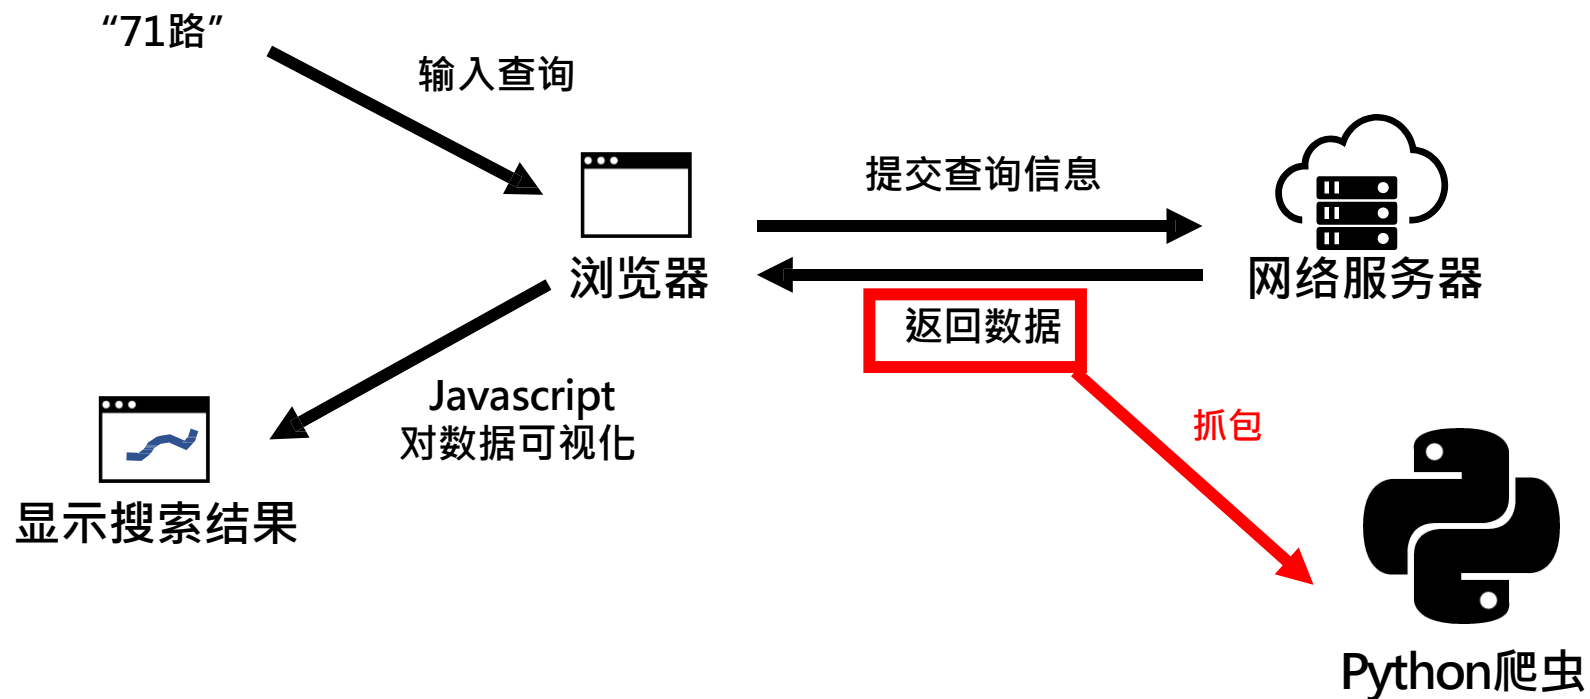 “71路”
输入查询
提交查询信息
浏览器
网络服务器
返回数据
Javascript
对数据可视化
抓包
显示搜索结果
Python爬虫